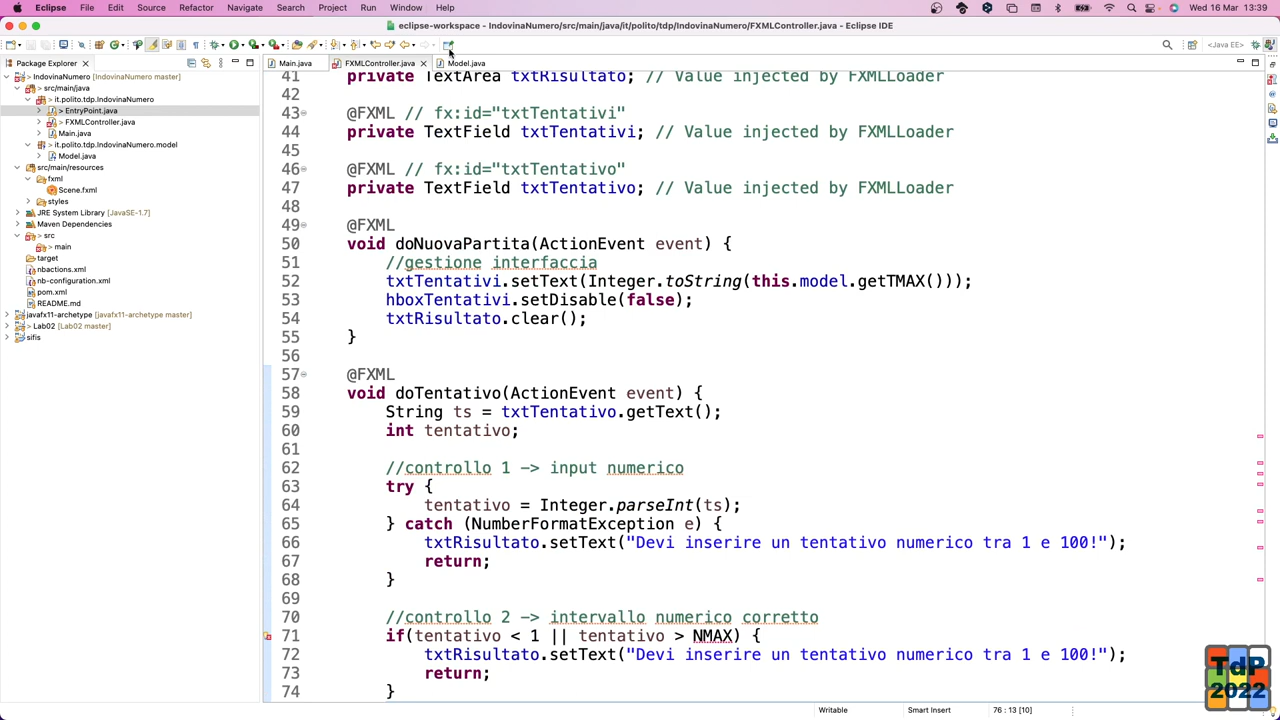 Eclipse File Edit Source Refactor Navigate Search Project Run Window Help Wed 16 Mar 13:39
eclipse-workspace - IndovinaNumero/src/main/java/it/polito/tdp/IndovinaNumero/FXMLController.java - Eclipse IDE
<Java EE>
Package Explorer
Main.java
FXMLController.java
Model.java
IndovinaNumero [IndovinaNumero master]
src/main/java
it.polito.tdp.IndovinaNumero
> EntryPoint.java
> FXMLController.java
Main.java
> it.polito.tdp.IndovinaNumero.model
Model.java
src/main/resources
fxml
Scene.fxml
styles
JRE System Library [JavaSE-1.7]
Maven Dependencies
> src
main
target
nbactions.xml
nb-configuration.xml
pom.xml
README.md
javafx11-archetype [javafx11-archetype master]
> Lab02 [Lab02 master]
sifis
41 private TextArea txtRisultato; // Value injected by FXMLLoader
42
43 @FXML // fx:id="txtTentativi"
44 private TextField txtTentativi; // Value injected by FXMLLoader
45
46 @FXML // fx:id="txtTentativo"
47 private TextField txtTentativo; // Value injected by FXMLLoader
48
49 @FXML
50 void doNuovaPartita(ActionEvent event) {
51 //gestione interfaccia
52 txtTentativi.setText(Integer.toString(this.model.getTMAX()));
53 hboxTentativi.setDisable(false);
54 txtRisultato.clear();
55 }
56
57 @FXML
58 void doTentativo(ActionEvent event) {
59 String ts = txtTentativo.getText();
60 int tentativo;
61
62 //controllo 1 -> input numerico
63 try {
64 tentativo = Integer.parseInt(ts);
65 } catch (NumberFormatException e) {
66 txtRisultato.setText("Devi inserire un tentativo numerico tra 1 e 100!");
67 return;
68 }
69
70 //controllo 2 -> intervallo numerico corretto
71 if(tentativo < 1 || tentativo > NMAX) {
72 txtRisultato.setText("Devi inserire un tentativo numerico tra 1 e 100!");
73 return;
74 }
TdP
2022
Writable Smart Insert 76 : 13 [10]